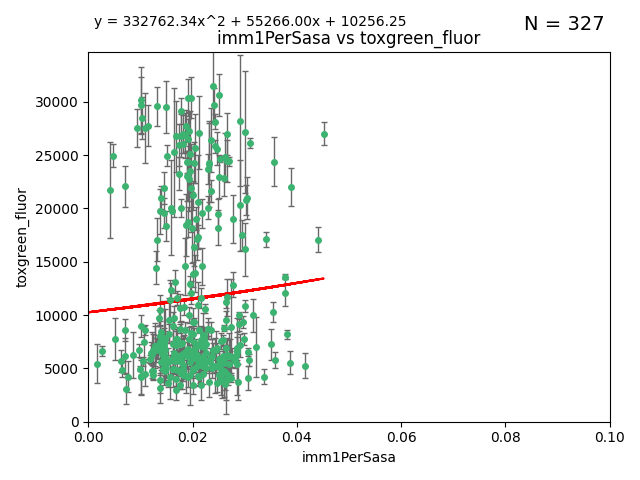 y = 332762.34x^2 + 55266.00x + 10256.25
N = 327
imm1PerSasa vs toxgreen_fluor
30000
25000
20000
15000
10000
5000
0
toxgreen_fluor
0.00 0.02 0.04 0.06 0.08 0.10
imm1PerSasa